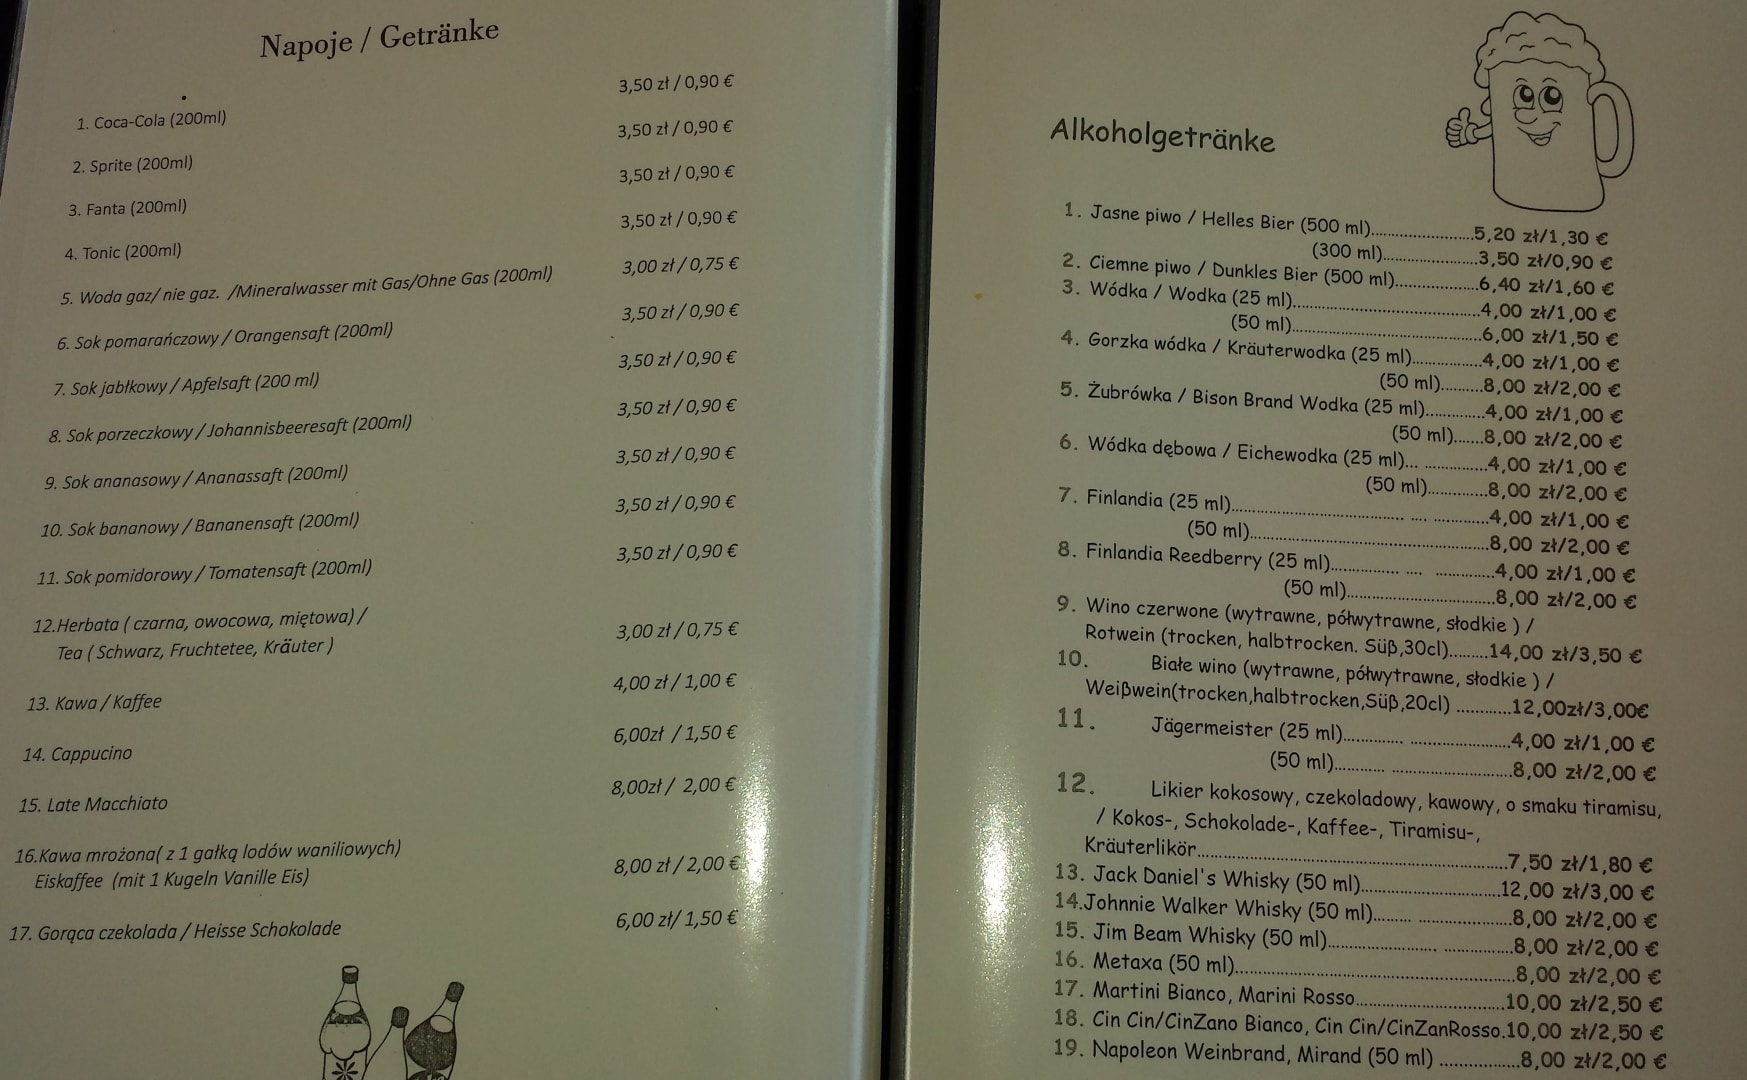 Napoje / Getränke
3,50 zł / 0,90 €
1. Coca-Cola (200ml)
3,50 zł / 0,90 €
2. Sprite (200ml)
3,50 zł / 0,90 €
3. Fanta (200ml)
3,50 zł / 0,90 €
4. Tonic (200ml)
3,00 zł / 0,75 €
5. Woda gaz/ nie gaz. /Mineralwasser mit Gas/Ohne Gas (200ml)
3,50 zł / 0,90 €
6. Sok pomarańczowy / Orangensaft (200ml)
3,50 zł / 0,90 €
7. Sok jabłkowy / Apfelsaft (200 ml)
3,50 zł / 0,90 €
8. Sok porzeczkowy / Johannisbeeresaft (200ml)
3,50 zł / 0,90 €
9. Sok ananasowy / Ananassaft (200ml)
3,50 zł / 0,90 €
10. Sok bananowy / Bananensaft (200ml)
3,50 zł / 0,90 €
11. Sok pomidorowy / Tomatensaft (200ml)
12.Herbata ( czarna, owocowa, miętowa) /
Tea ( Schwarz, Fruchtetee, Kräuter )
3,00 zł / 0,75 €
4,00 zł / 1,00 €
13. Kawa / Kaffee
6,00zł / 1,50 €
14. Cappucino
8,00zł / 2,00 €
15. Late Macchiato
16.Kawa mrożona( z 1 gałką lodów waniliowych)
Eiskaffee (mit 1 Kugeln Vanille Eis)
8,00 zł / 2,00 €
17. Gorąca czekolada / Heisse Schokolade
6,00 zł/ 1,50 €
Alkoholgetränke
1. Jasne piwo / Helles Bier (500 ml)........................5,20 zł/1,30 €
(300 ml)......................3,50 zł/0,90 €
2. Ciemne piwo / Dunkles Bier (500 ml)...................6,40 zł/1,60 €
3. Wódka / Wodka (25 ml)...........................................4,00 zł/1,00 €
(50 ml)............................................6,00 zł/1,50 €
4. Gorzka wódka / Kräuterwodka (25 ml)................4,00 zł/1,00 €
(50 ml)..........8,00 zł/2,00 €
5. Żubrówka / Bison Brand Wodka (25 ml)..............4,00 zł/1,00 €
(50 ml).......8,00 zł/2,00 €
6. Wódka dębowa / Eichewodka (25 ml)... ...............4,00 zł/1,00 €
(50 ml)..............8,00 zł/2,00 €
7. Finlandia (25 ml)........................................ .... .............4,00 zł/1,00 €
(50 ml).......................................................8,00 zł/2,00 €
8. Finlandia Reedberry (25 ml)................ .... ..............4,00 zł/1,00 €
(50 ml)..................................8,00 zł/2,00 €
9. Wino czerwone (wytrawne, półwytrawne, słodkie ) /
Rotwein (trocken, halbtrocken. Süß,30cl).........14,00 zł/3,50 €
10. Białe wino (wytrawne, półwytrawne, słodkie ) /
Weiβwein(trocken,halbtrocken,Süβ,20cl) ............12,00zł/3,00€
11. Jägermeister (25 ml).............. .......................4,00 zł/1,00 €
(50 ml)............ ............................8,00 zł/2,00 €
12. Likier kokosowy, czekoladowy, kawowy, o smaku tiramisu,
/ Kokos-, Schokolade-, Kaffee-, Tiramisu-,
Kräuterlikör........................................................................7,50 zł/1,80 €
13. Jack Daniel's Whisky (50 ml)................................12,00 zł/3,00 €
14.Johnnie Walker Whisky (50 ml)......... .....................8,00 zł/2,00 €
15. Jim Beam Whisky (50 ml)......................... .................8,00 zł/2,00 €
16. Metaxa (50 ml).................................................................8,00 zł/2,00 €
17. Martini Bianco, Marini Rosso..................................10,00 zł/2,50 €
18. Cin Cin/CinZano Bianco, Cin Cin/CinZanRosso.10,00 zł/2,50 €
19. Napoleon Weinbrand, Mirand (50 ml) ..................8,00 zł/2,00 €